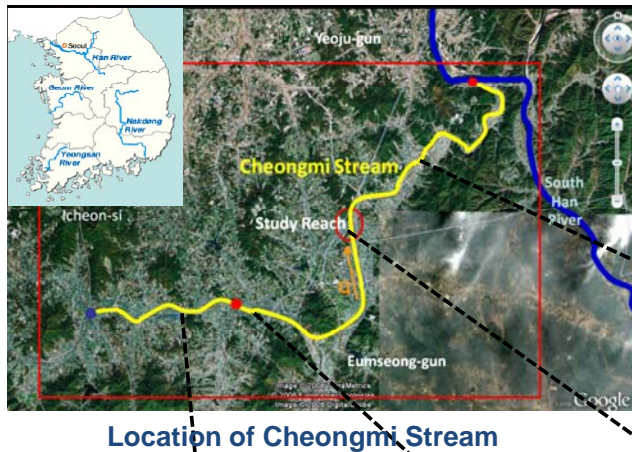 Seoul
Han River
Geum River
Nakdong
River
Yeongsan
River
Yeoju-gun
Cheongmi Stream
South
Han
River
Icheon-si
Study Reach
Eumseong-gun
Google
Location of Cheongmi Stream